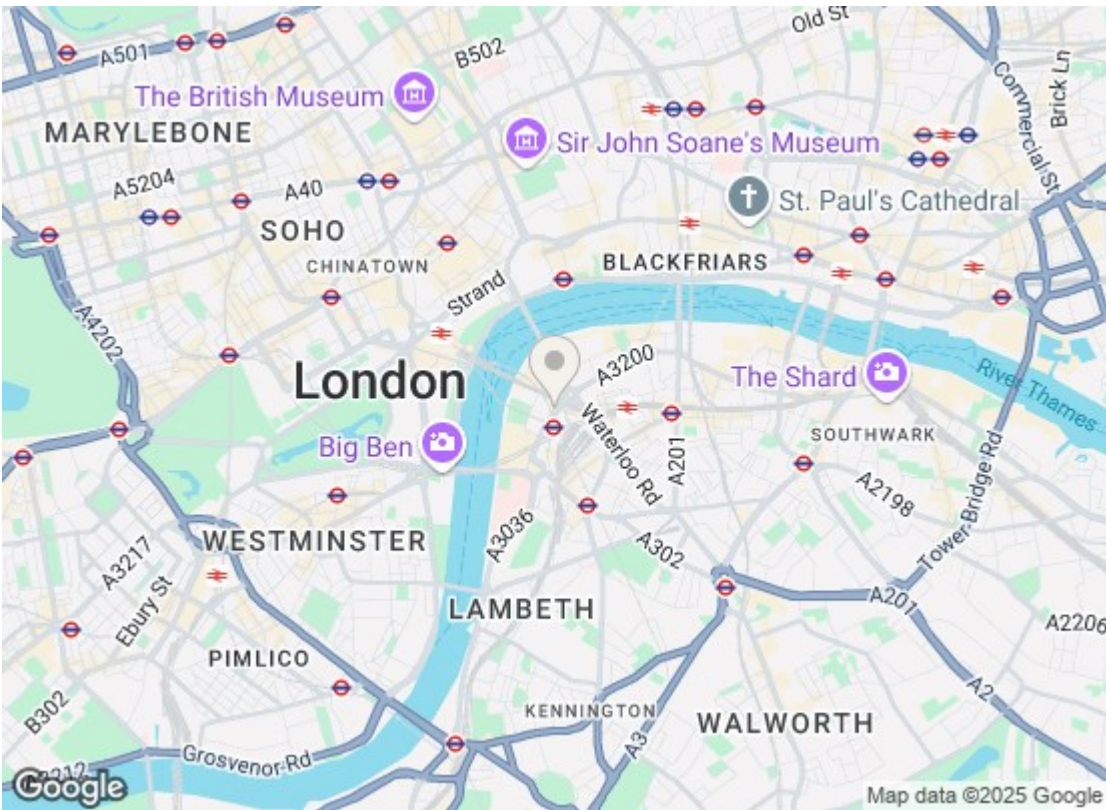 Old St
A501
B502
Brick Ln
Commercial St
The British Museum
MARYLEBONE
Sir John Soane's Museum
A5204
A40
St. Paul's Cathedral
SOHO
CHINATOWN
BLACKFRIARS
Strand
A4202
A3200
London
The Shard
River Thames
Waterloo Rd
Big Ben
A201
SOUTHWARK
A2198
Tower Bridge Rd
WESTMINSTER
A3036
A302
A3217
Ebury St
LAMBETH
A201
A2206
PIMLICO
A2
B302
KENNINGTON
WALWORTH
A3
Grosvenor Rd
Google
Map data ©2025 Google